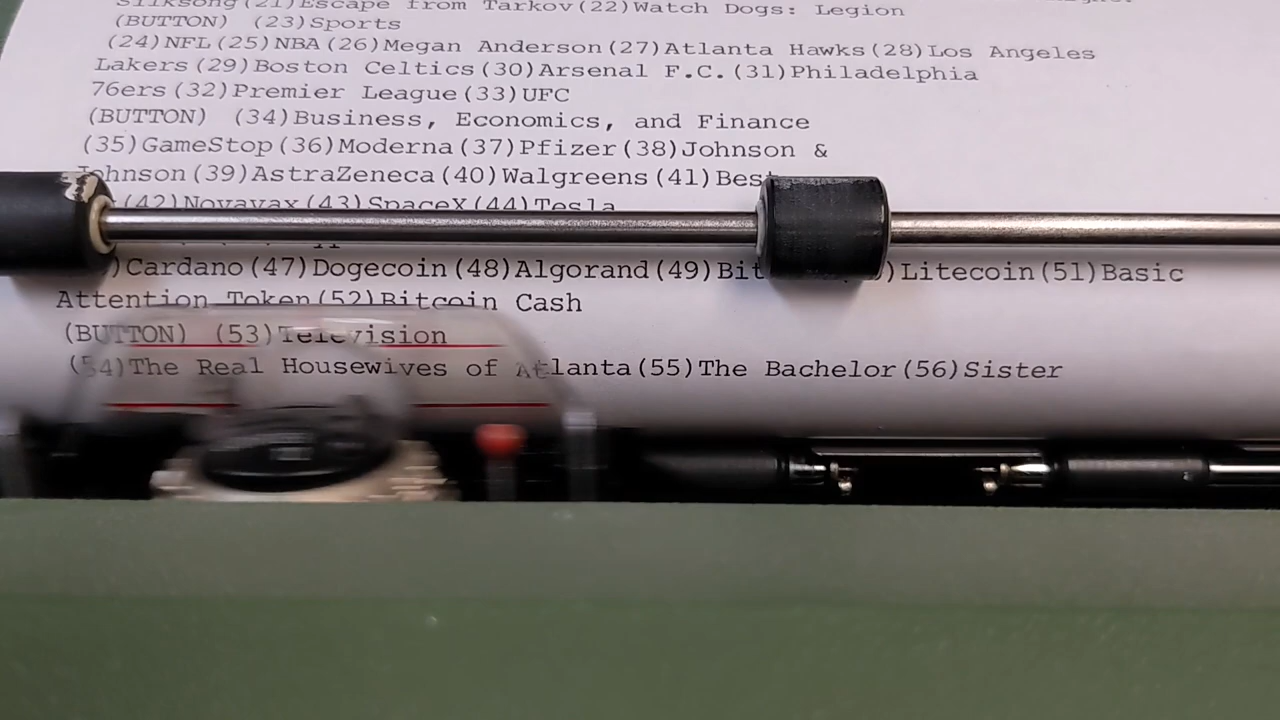 Silksong(21)Escape from Tarkov(22)Watch Dogs: Legion
(BUTTON) (23)Sports
(24)NFL(25)NBA(26)Megan Anderson(27)Atlanta Hawks(28)Los Angeles
Lakers(29)Boston Celtics(30)Arsenal F.C.(31)Philadelphia
76ers(32)Premier League(33)UFC
(BUTTON) (34)Business, Economics, and Finance
(35)GameStop(36)Moderna(37)Pfizer(38)Johnson &
Johnson(39)AstraZeneca(40)Walgreens(41)Best
(42)Novavax(43)SpaceX(44)Tesla
)Cardano(47)Dogecoin(48)Algorand(49)Bit )Litecoin(51)Basic
Attention Token(52)Bitcoin Cash
(BUTTON) (53)Television
(54)The Real Housewives of Atlanta(55)The Bachelor(56)Sister